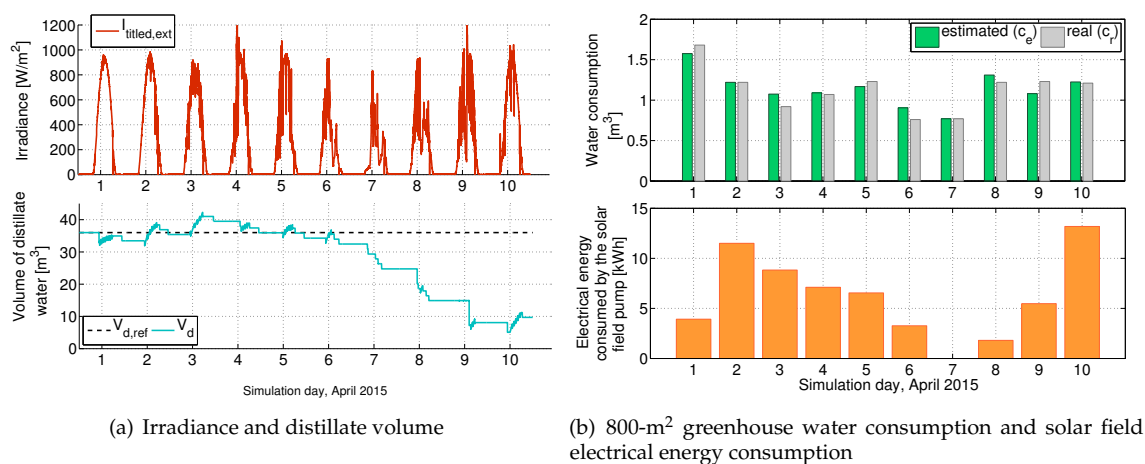 I_titled,ext
Irradiance [W/m²]
1200
1000
800
600
400
200
0
1 2 3 4 5 6 7 8 9 10
Volume of distillate
water [m³]
40
30
20
10
0
V_d,ref V_d
1 2 3 4 5 6 7 8 9 10
Simulation day, April 2015
(a) Irradiance and distillate volume
Water consumption
[m³]
2
1.5
1
0.5
0
estimated (c_e) real (c_r)
1 2 3 4 5 6 7 8 9 10
Electrical energy
consumed by the solar
field pump [kWh]
15
10
5
0
1 2 3 4 5 6 7 8 9 10
Simulation day, April 2015
(b) 800-m² greenhouse water consumption and solar field
electrical energy consumption